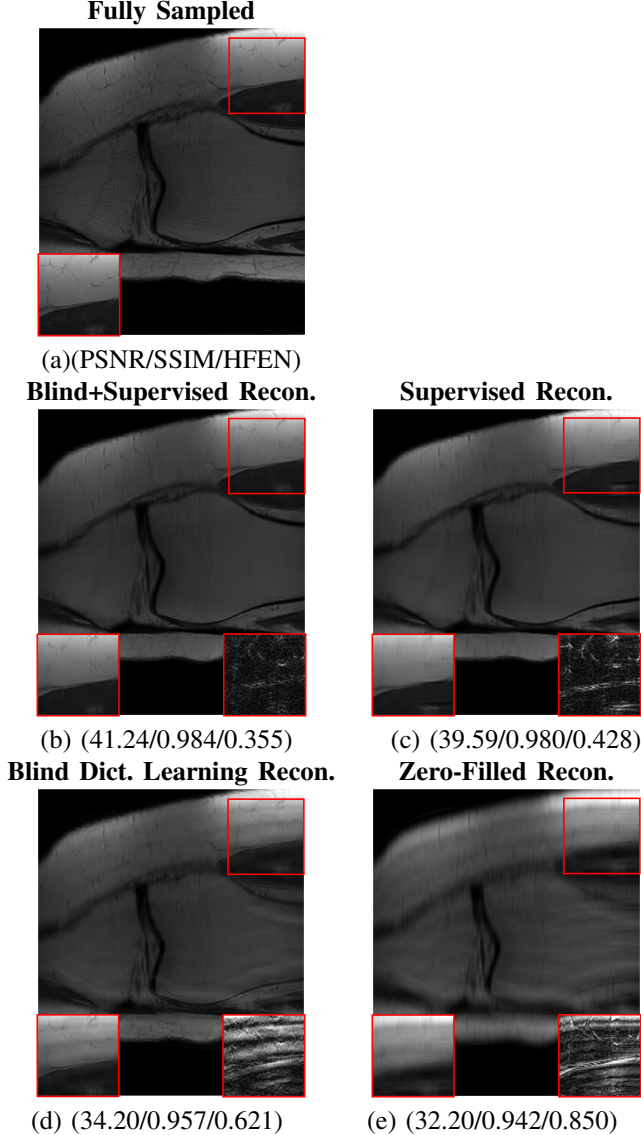 Fully Sampled
(a)(PSNR/SSIM/HFEN)
Blind+Supervised Recon.
Supervised Recon.
(b) (41.24/0.984/0.355)
(c) (39.59/0.980/0.428)
Blind Dict. Learning Recon.
Zero-Filled Recon.
(d) (34.20/0.957/0.621)
(e) (32.20/0.942/0.850)